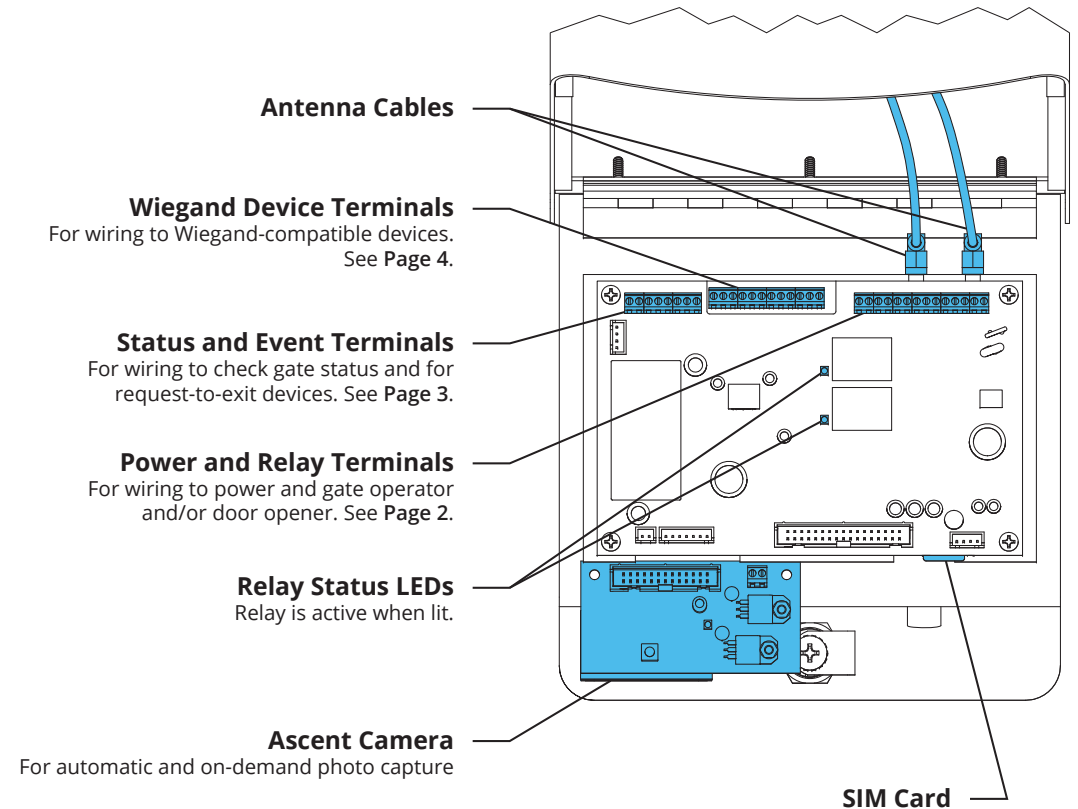 Antenna Cables
Wiegand Device Terminals
For wiring to Wiegand-compatible devices.
See Page 4.
Status and Event Terminals
For wiring to check gate status and for
request-to-exit devices. See Page 3.
Power and Relay Terminals
For wiring to power and gate operator
and/or door opener. See Page 2.
Relay Status LEDs
Relay is active when lit.
Ascent Camera
For automatic and on-demand photo capture
SIM Card